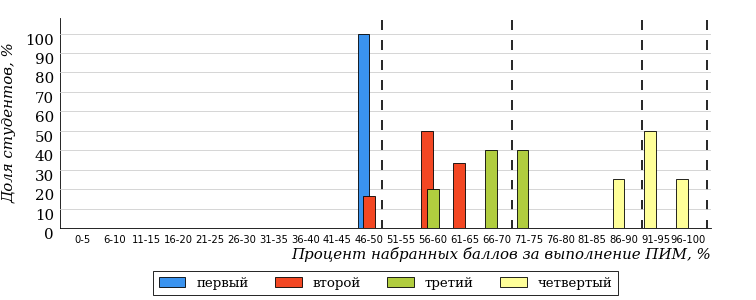 Доля студентов, %
100
90
80
70
60
50
40
30
20
10
0
0-5 6-10 11-15 16-20 21-25 26-30 31-35 36-40 41-45 46-50 51-55 56-60 61-65 66-70 71-75 76-80 81-85 86-90 91-95 96-100
Процент набранных баллов за выполнение ПИМ, %
первый второй третий четвертый